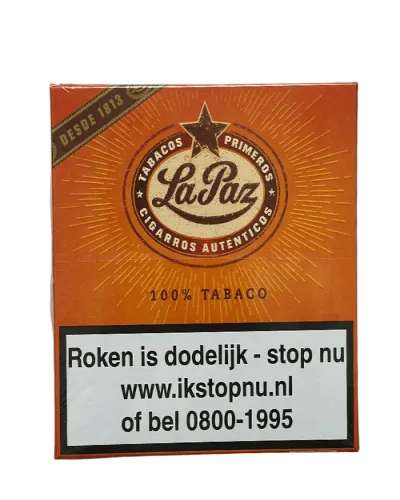 DESDE 1813
TABACOS PRIMEROS
La Paz
CIGARROS AUTENTICOS
100% TABACO
Roken is dodelijk - stop nu
www.ikstopnu.nl
of bel 0800-1995